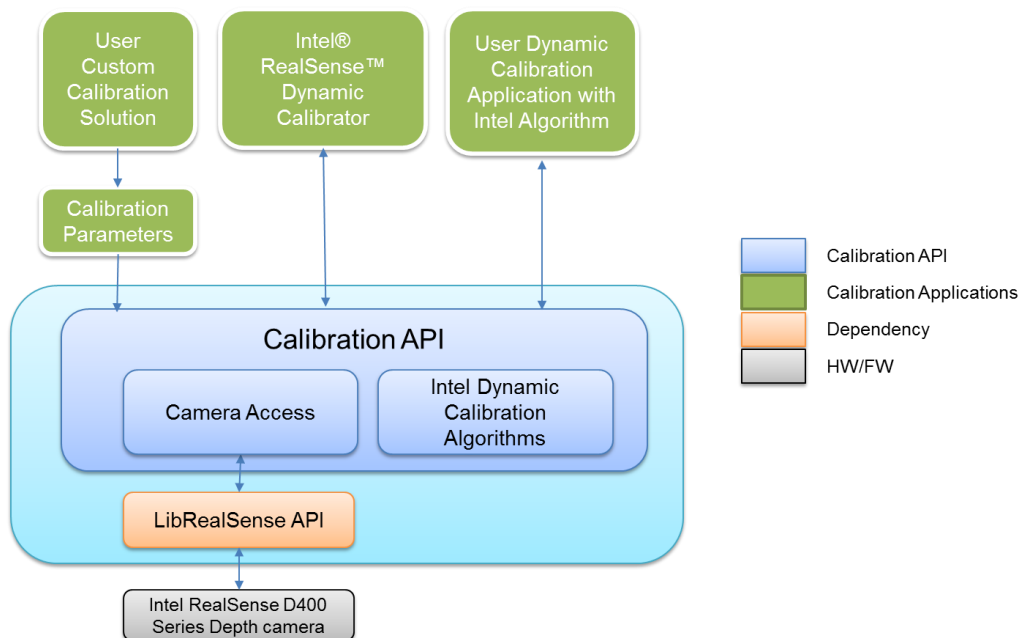 User
Custom
Calibration
Solution
Intel®
RealSense™
Dynamic
Calibrator
User Dynamic
Calibration
Application with
Intel Algorithm
Calibration
Parameters
Calibration API
Camera Access
Intel Dynamic
Calibration
Algorithms
LibRealSense API
Intel RealSense D400
Series Depth camera
Calibration API
Calibration Applications
Dependency
HW/FW